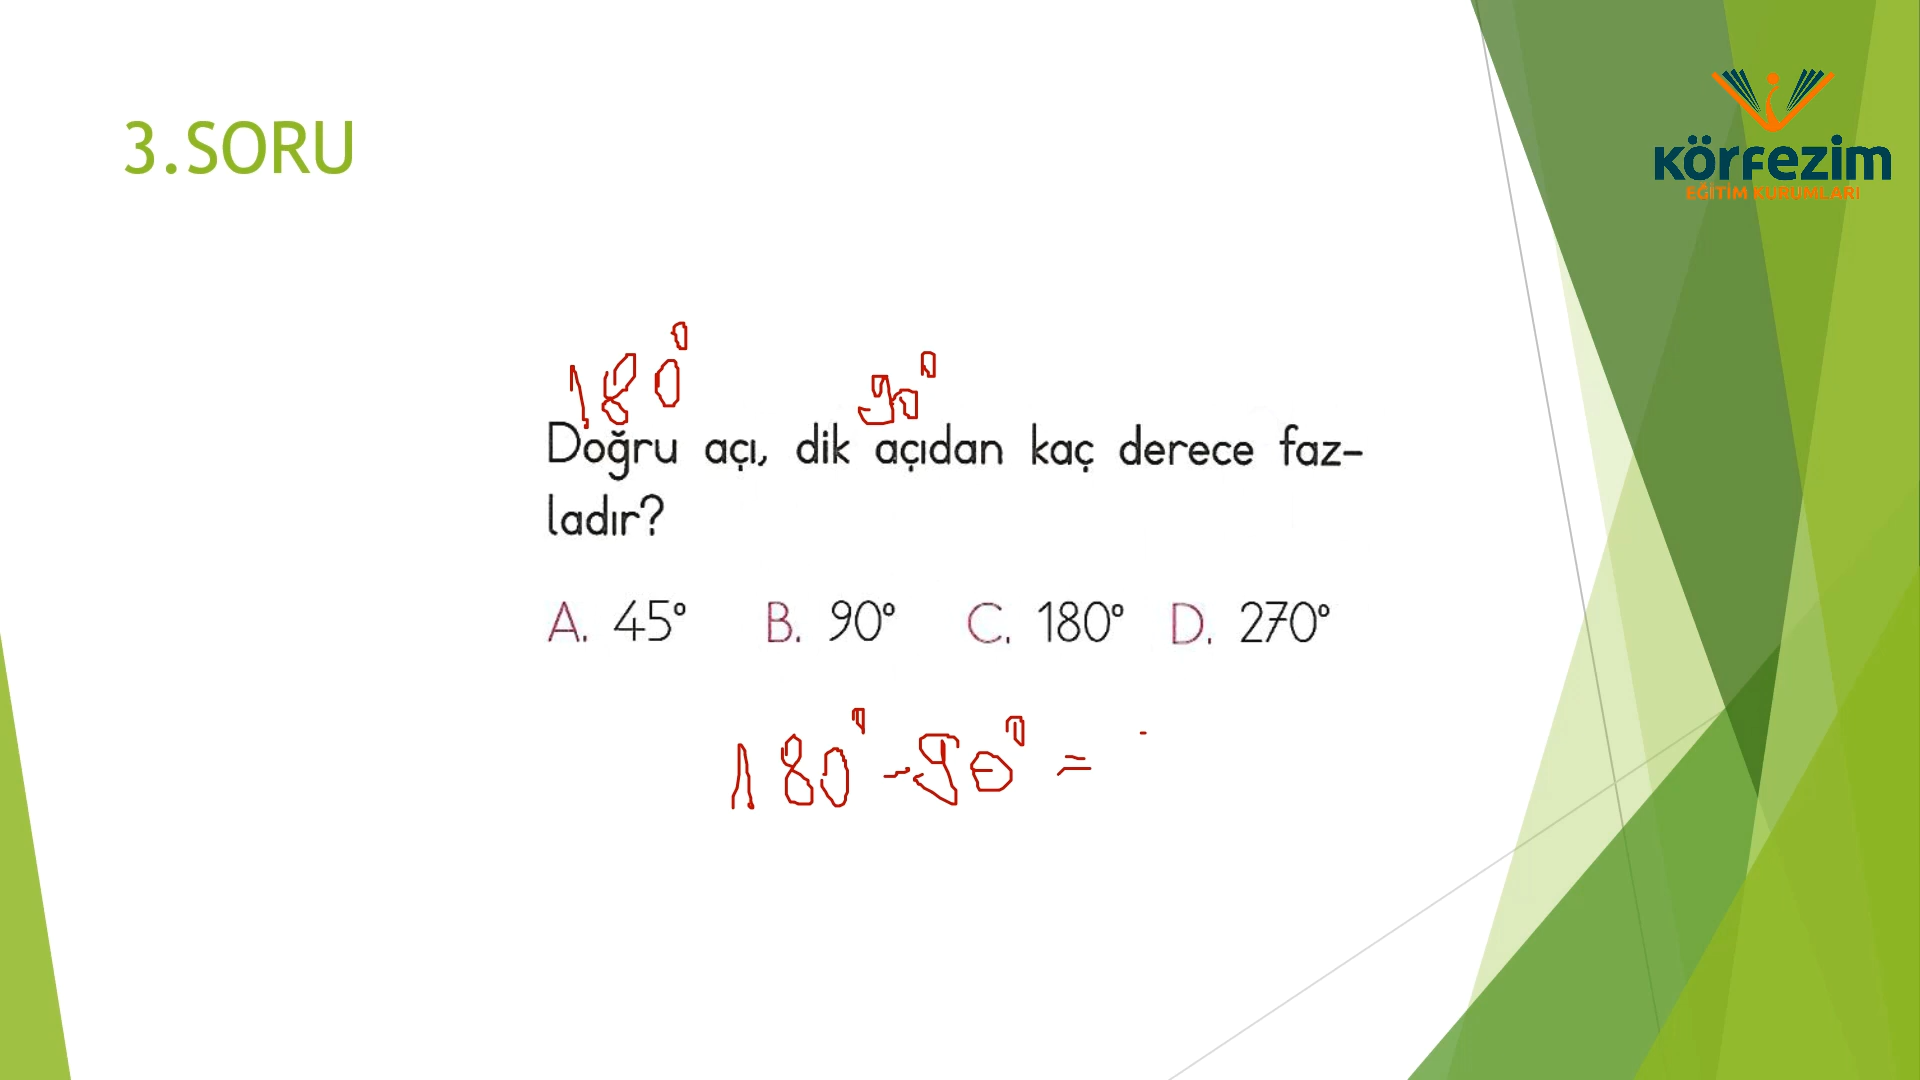 3.SORU
körfezim
EĞİTİM KURUMLARI
180° 90°
Doğru açı, dik açıdan kaç derece faz-
ladır?
A. 45° B. 90° C. 180° D. 270°
180° - 90° =